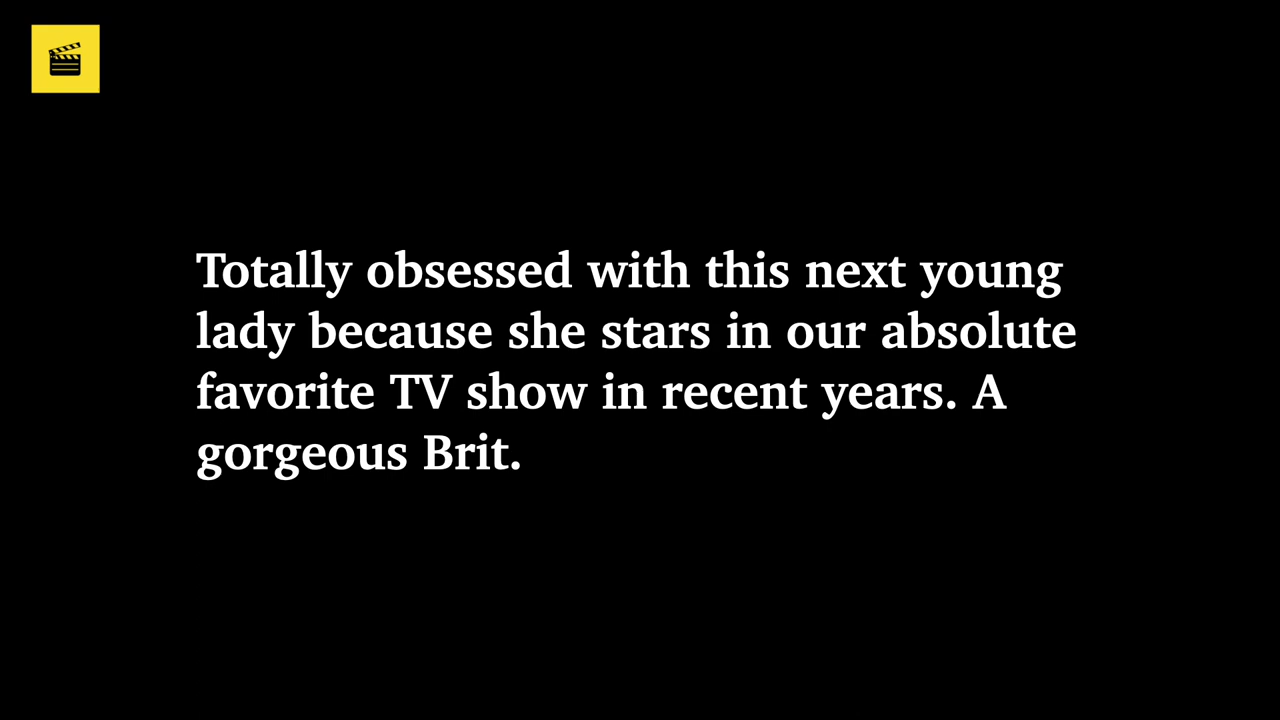 Totally obsessed with this next young
lady because she stars in our absolute
favorite TV show in recent years. A
gorgeous Brit.